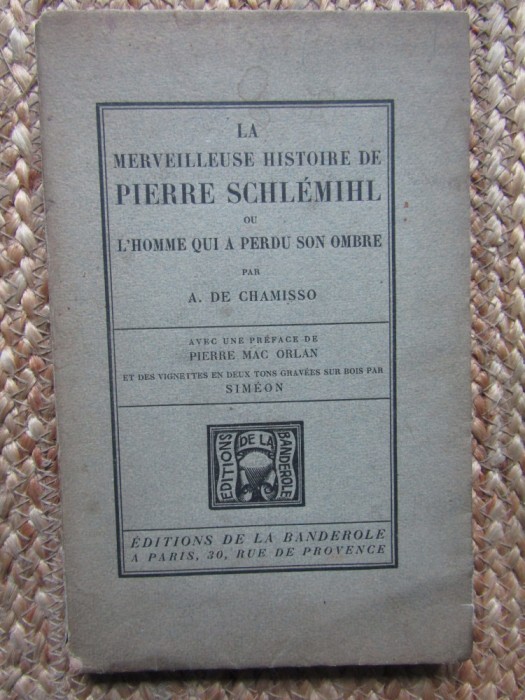 LA
MERVEILLEUSE HISTOIRE DE
PIERRE SCHLÉMIHL
OU
L'HOMME QUI A PERDU SON OMBRE
PAR
A. DE CHAMISSO
AVEC UNE PRÉFACE DE
PIERRE MAC ORLAN
ET DES VIGNETTES EN DEUX TONS GRAVÉES SUR BOIS PAR
SIMÉON
EDITIONS DE LA BANDEROLE
ÉDITIONS DE LA BANDEROLE
A PARIS, 30, RUE DE PROVENCE